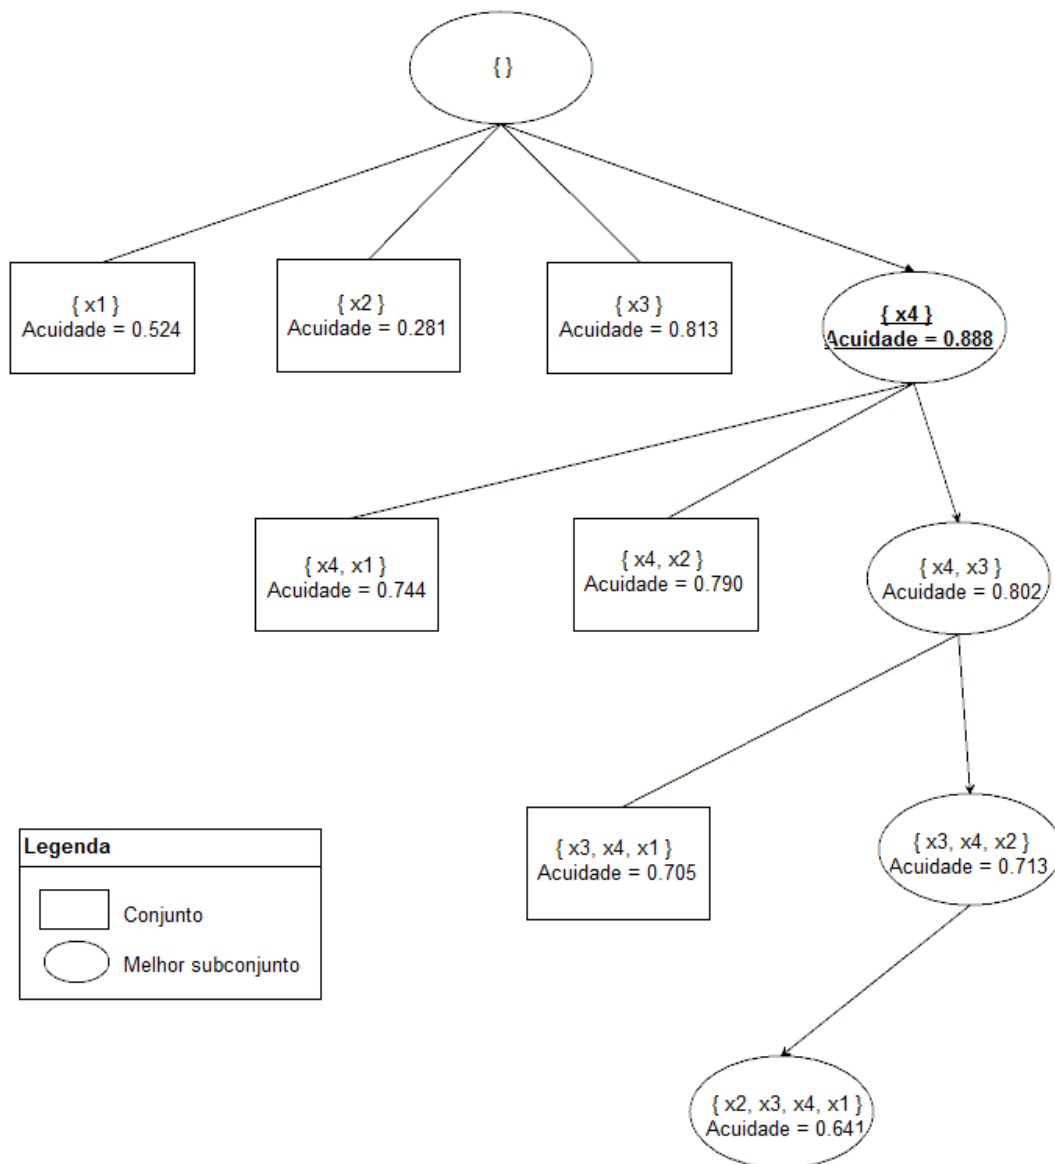 { }
{ x1 }
Acuidade = 0.524
{ x2 }
Acuidade = 0.281
{ x3 }
Acuidade = 0.813
{ x4 }
Acuidade = 0.888
{ x4, x1 }
Acuidade = 0.744
{ x4, x2 }
Acuidade = 0.790
{ x4, x3 }
Acuidade = 0.802
{ x3, x4, x1 }
Acuidade = 0.705
{ x3, x4, x2 }
Acuidade = 0.713
Legenda
Conjunto
Melhor subconjunto
{ x2, x3, x4, x1 }
Acuidade = 0.641